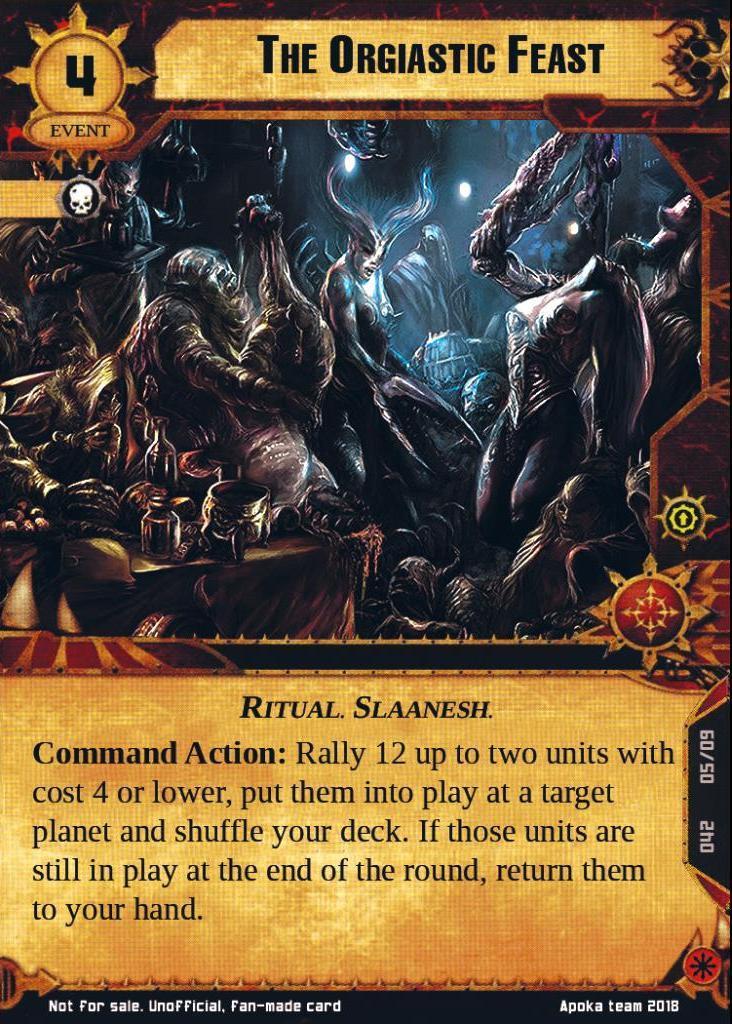 4
THE ORGIASTIC FEAST
EVENT
RITUAL. SLAANESH.
Command Action: Rally 12 up to two units with
cost 4 or lower, put them into play at a target
planet and shuffle your deck. If those units are
still in play at the end of the round, return them
to your hand.
05/09
240
Not for sale. Unofficial, fan-made card
Apoka team 2018